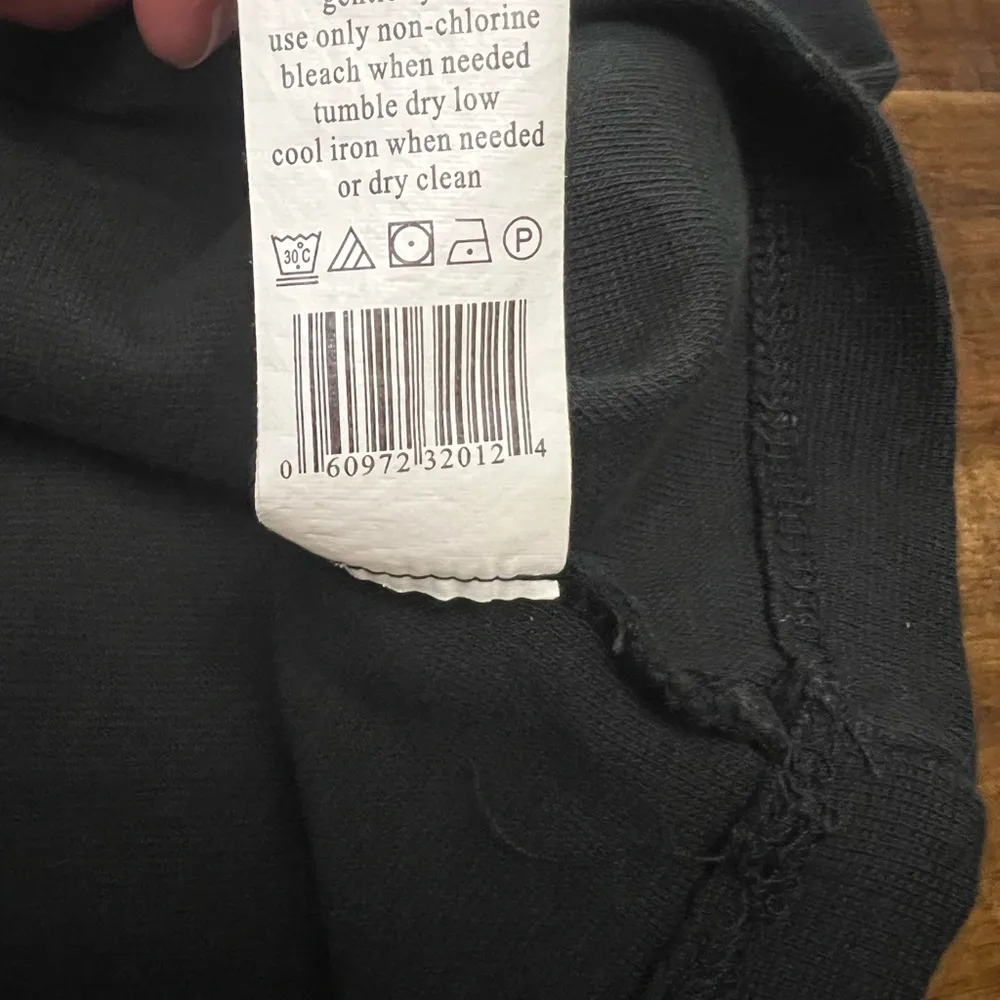 use only non-chlorine
bleach when needed
tumble dry low
cool iron when needed
or dry clean
30°C P
0 60972 32012 4